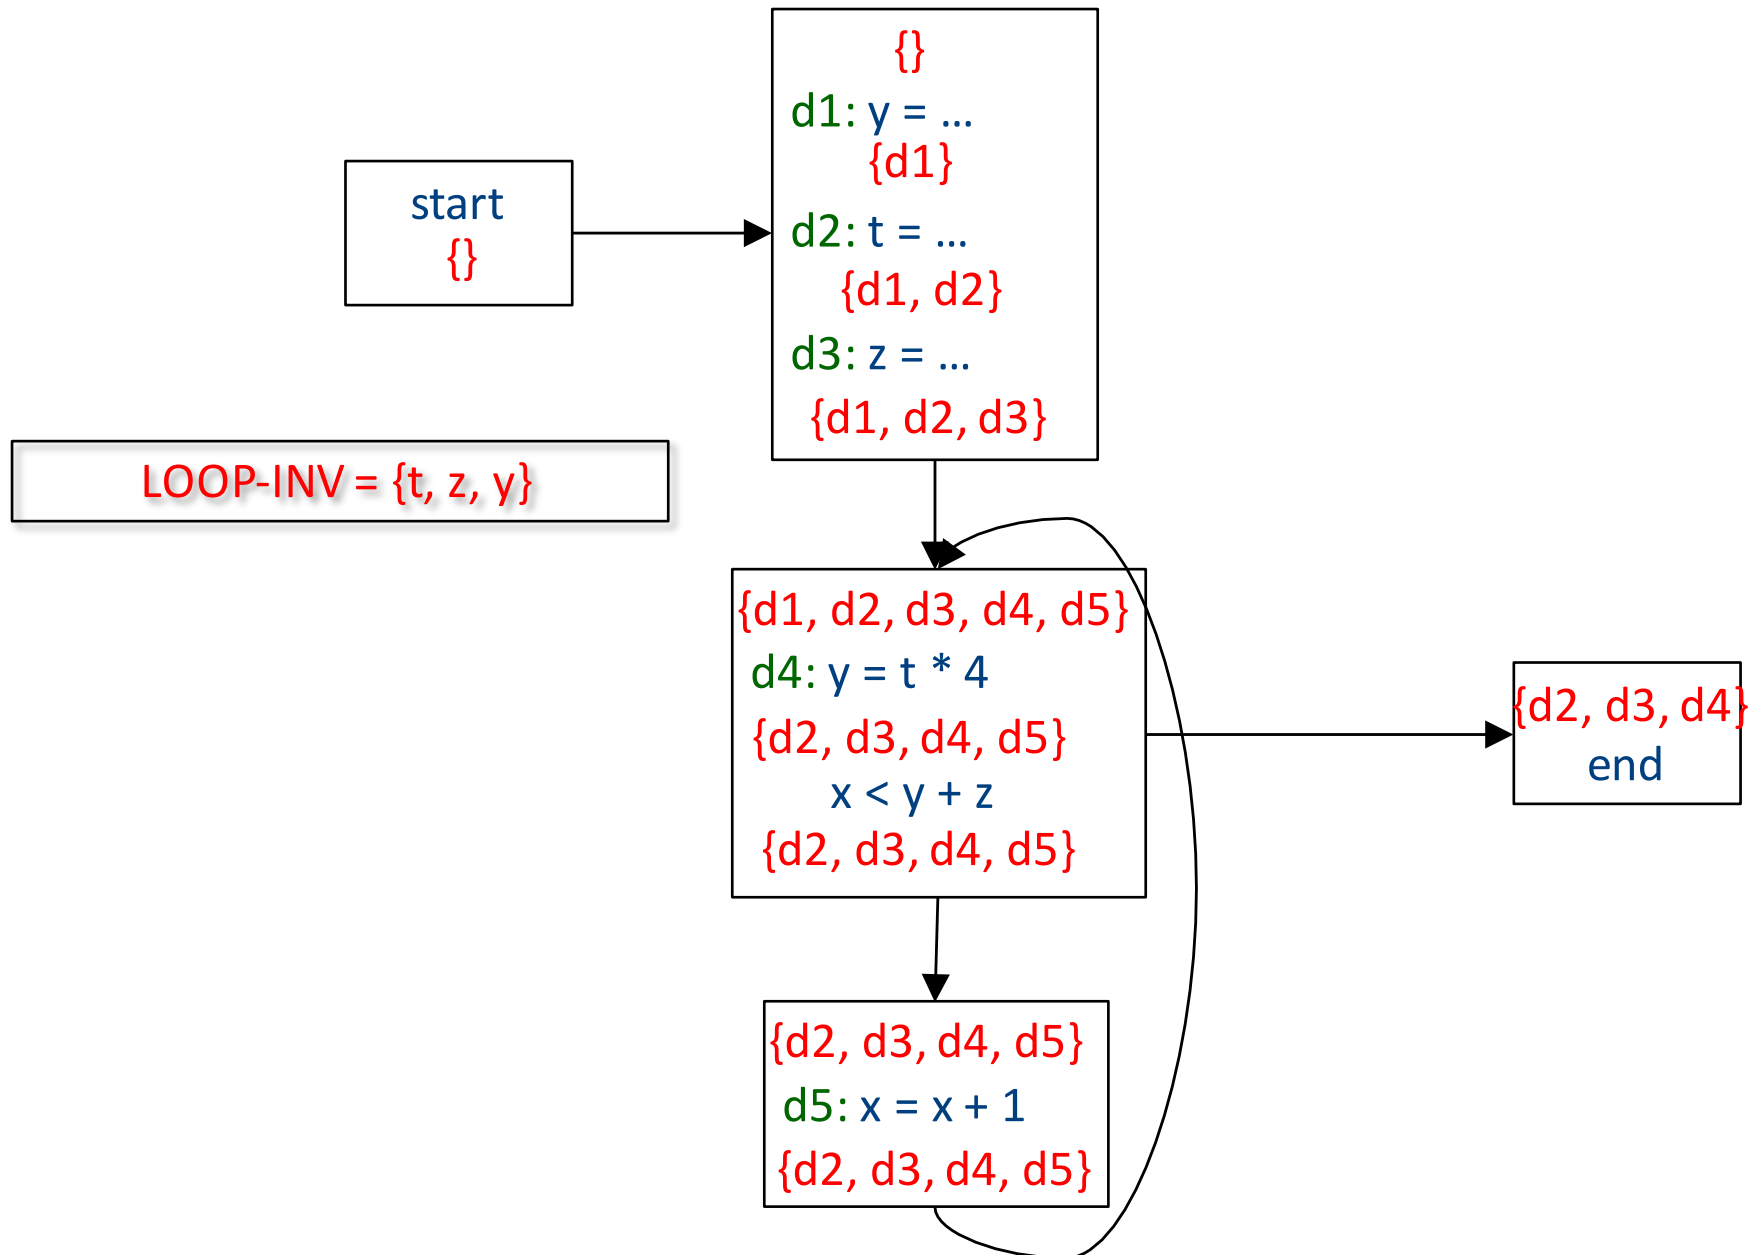 start
{}
{}
d1: y = ...
{d1}
d2: t = ...
{d1, d2}
d3: z = ...
{d1, d2, d3}
LOOP-INV = {t, z, y}
{d1, d2, d3, d4, d5}
d4: y = t * 4
{d2, d3, d4, d5}
x < y + z
{d2, d3, d4, d5}
{d2, d3, d4}
end
{d2, d3, d4, d5}
d5: x = x + 1
{d2, d3, d4, d5}